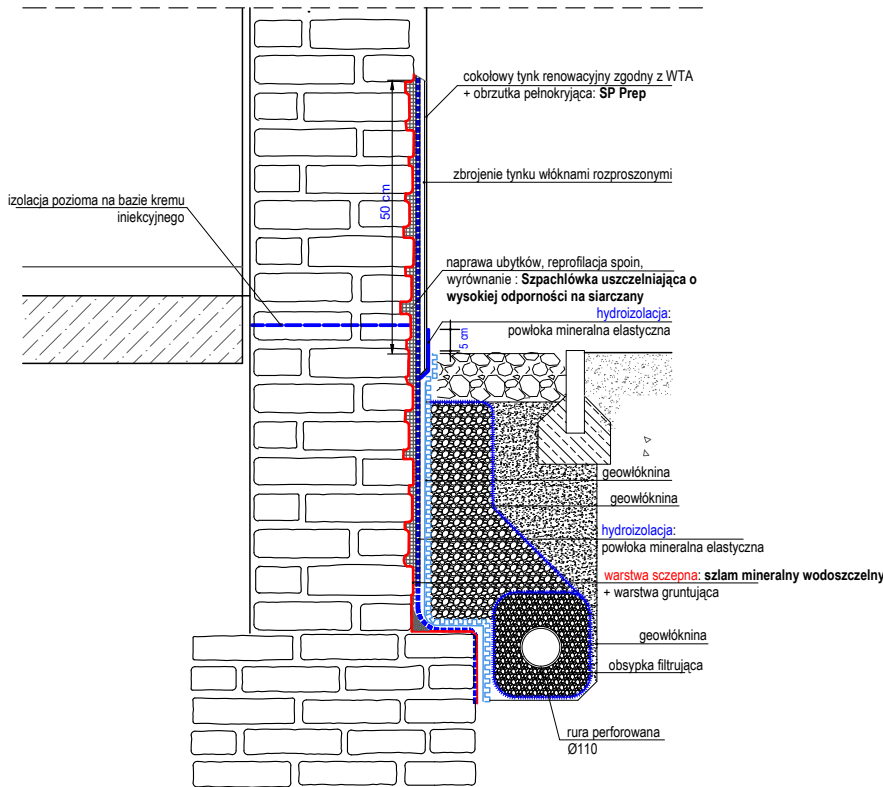 cokołowy tynk renowacyjny zgodny z WTA
+ obrzutka pełnokryjąca: SP Prep
zbrojenie tynku włóknami rozproszonymi
izolacja pozioma na bazie kremu
iniekcyjnego
50 cm
naprawa ubytków, reprofilacja spoin,
wyrównanie : Szpachlówka uszczelniająca o
wysokiej odporności na siarczany
hydroizolacja:
powłoka mineralna elastyczna
5 cm
geowłóknina
geowłóknina
hydroizolacja:
powłoka mineralna elastyczna
warstwa sczepna: szlam mineralny wodoszczelny
+ warstwa gruntująca
geowłóknina
obsypka filtrująca
rura perforowana
Ø110